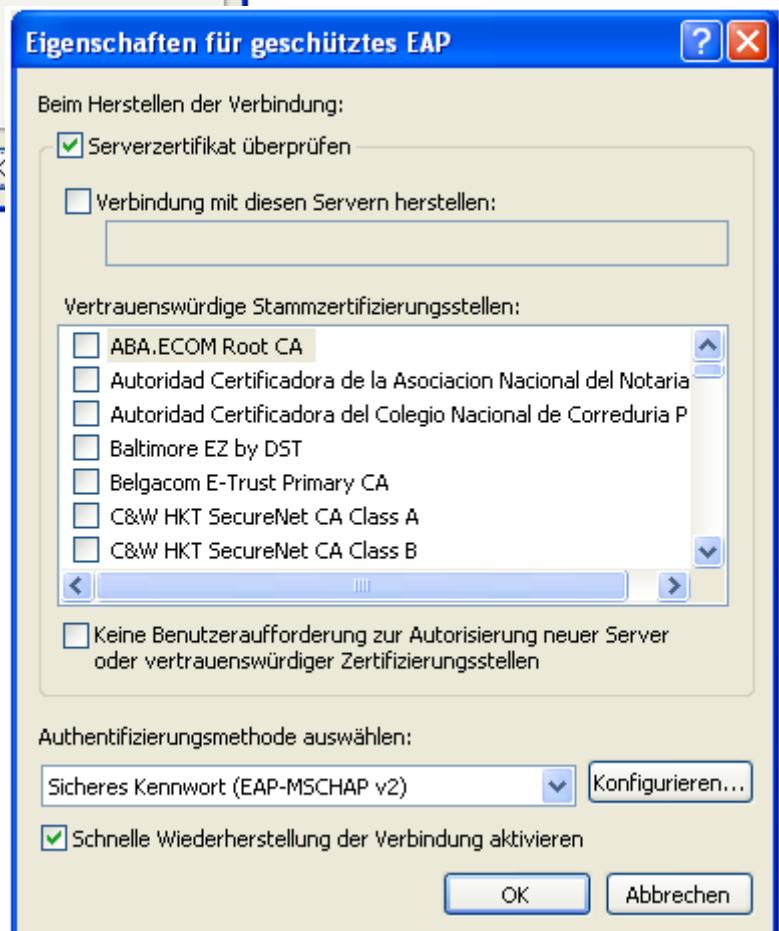 Eigenschaften für geschütztes EAP
Beim Herstellen der Verbindung:
Serverzertifikat überprüfen
Verbindung mit diesen Servern herstellen:
Vertrauenswürdige Stammzertifizierungsstellen:
ABA.ECOM Root CA
Autoridad Certificadora de la Asociacion Nacional del Notaria
Autoridad Certificadora del Colegio Nacional de Correduria P
Baltimore EZ by DST
Belgacom E-Trust Primary CA
C&W HKT SecureNet CA Class A
C&W HKT SecureNet CA Class B
Keine Benutzeraufforderung zur Autorisierung neuer Server
oder vertrauenswürdiger Zertifizierungsstellen
Authentifizierungsmethode auswählen:
Sicheres Kennwort (EAP-MSCHAP v2)
Konfigurieren...
Schnelle Wiederherstellung der Verbindung aktivieren
OK
Abbrechen